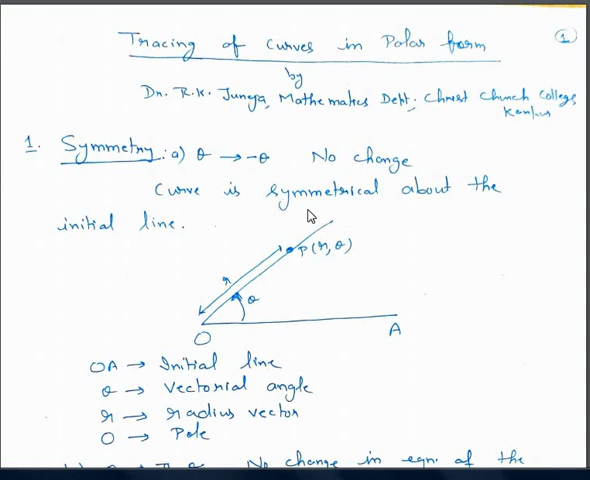 Tracing of Curves in Polar form
1
by
Dr. R.K. Juneja, Mathematics Dept. Christ Church College,
Kanpur
1. Symmetry: a) θ → -θ No change
Curve is symmetrical about the
initial line.
P(r, θ)
r
θ
O
A
OA → Initial line
θ → Vectorial angle
r → radius vector
O → Pole
No change in eqn. of the